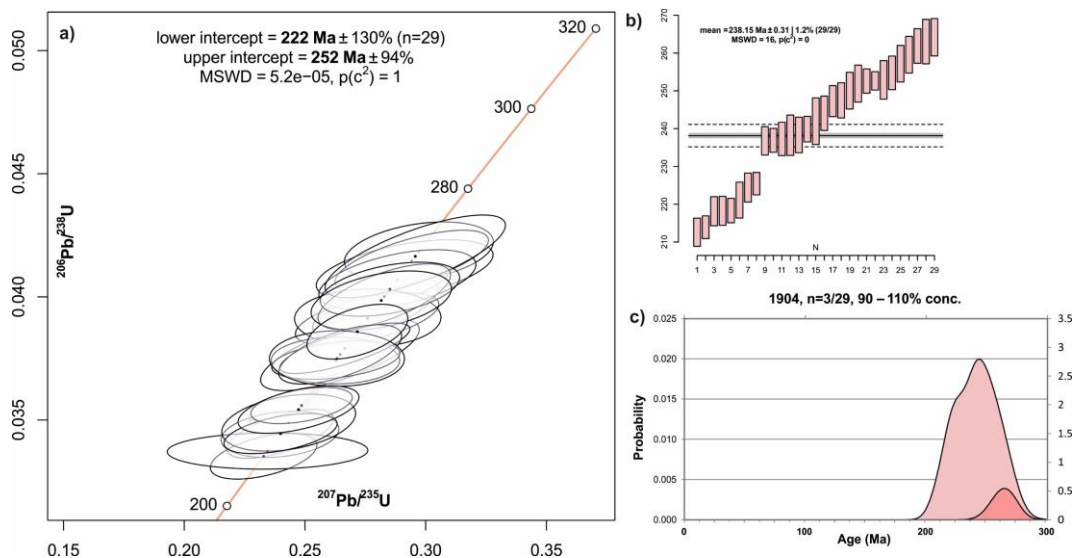 a)
lower intercept = 222 Ma ± 130% (n=29)
upper intercept = 252 Ma ± 94%
MSWD = 5.2e−05, p(c²) = 1
320
300
280
200
0.050
0.045
0.040
0.035
²⁰⁶Pb/²³⁸U
²⁰⁷Pb/²³⁵U
0.15 0.20 0.25 0.30 0.35
b)
mean =238.15 Ma ± 0.31 | 1.2% (29/29)
MSWD = 16, p(c²) = 0
270
260
250
240
230
220
210
N
1 3 5 7 9 11 13 15 17 19 21 23 25 27 29
1904, n=3/29, 90 – 110% conc.
c)
0.025
0.020
0.015
0.010
0.005
0.000
Probability
3.5
3
2.5
2
1.5
1
0.5
0
0 100 200 300
Age (Ma)